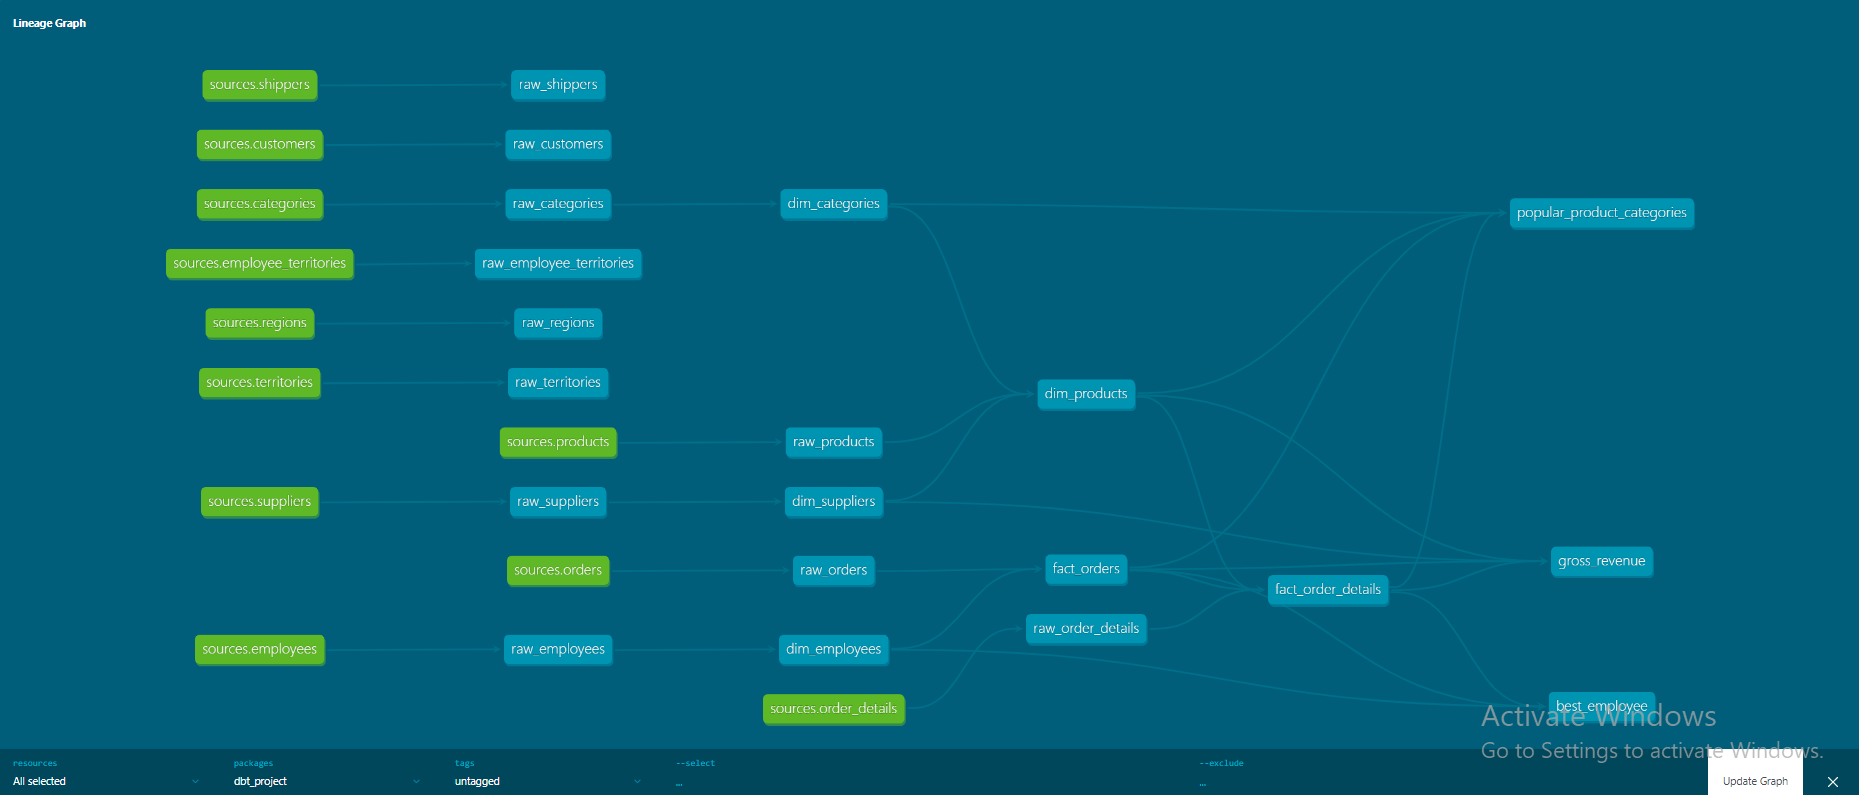 Lineage Graph
sources.shippers
raw_shippers
sources.customers
raw_customers
sources.categories
raw_categories
dim_categories
popular_product_categories
sources.employee_territories
raw_employee_territories
sources.regions
raw_regions
sources.territories
raw_territories
dim_products
sources.products
raw_products
sources.suppliers
raw_suppliers
dim_suppliers
sources.orders
raw_orders
fact_orders
gross_revenue
fact_order_details
raw_order_details
sources.employees
raw_employees
dim_employees
sources.order_details
best_employee
Activate Windows
Go to Settings to activate Windows.
resources
All selected
packages
dbt_project
tags
untagged
--select
...
--exclude
...
Update Graph